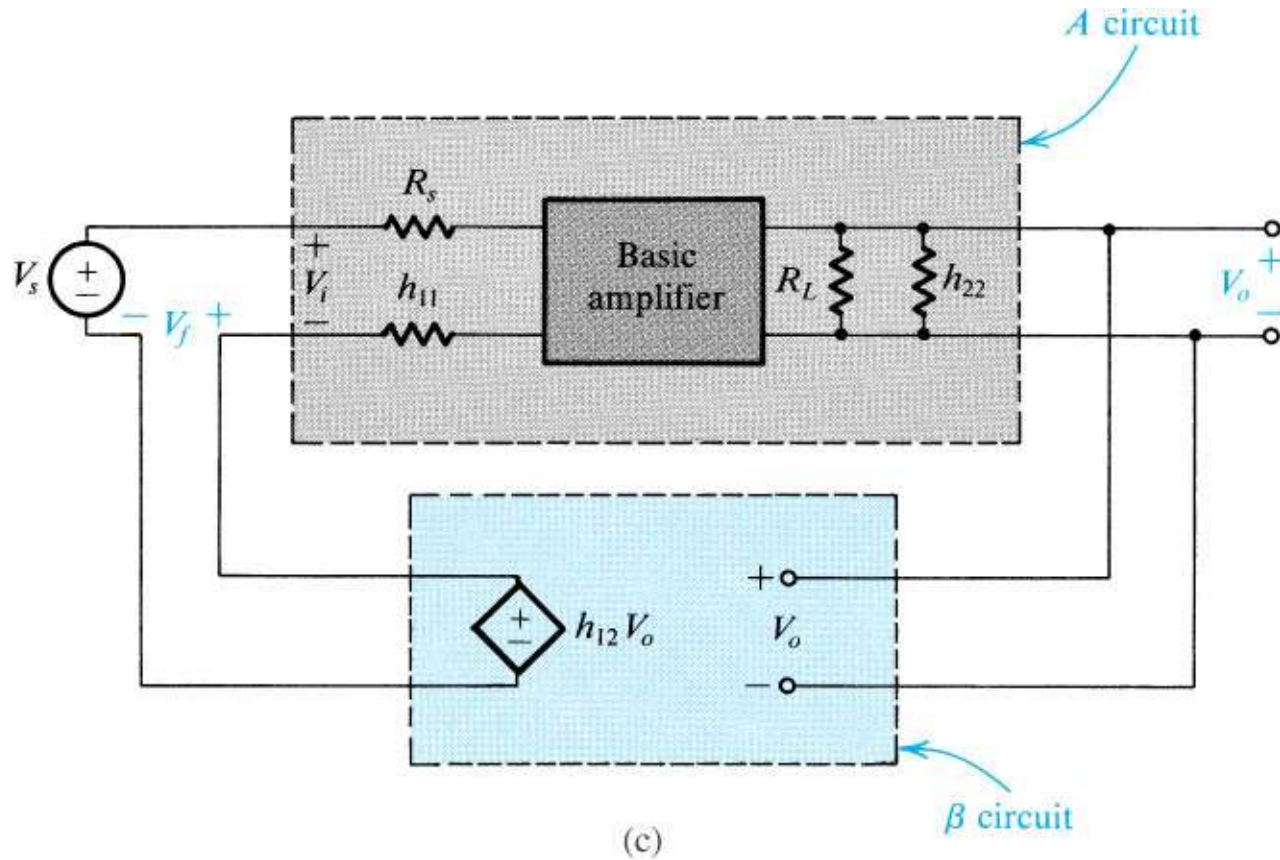 A circuit
R_s
V_s
+
−
− V_f +
+
V_i
−
h_11
Basic
amplifier
R_L
h_22
+
V_o
−
+
−
h_12 V_o
+
V_o
−
β circuit
(c)